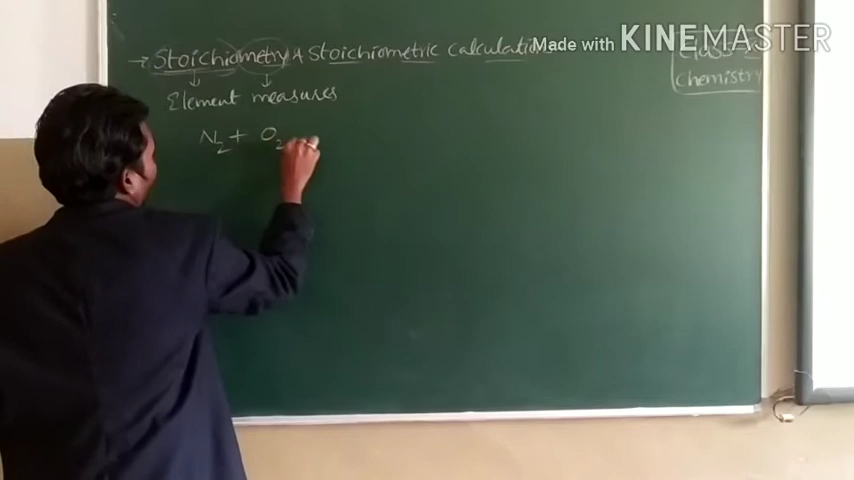 → Stoichiometry & Stoichiometric calculations
Element measures
N₂ + O₂
Made with KINEMASTER
Chemistry